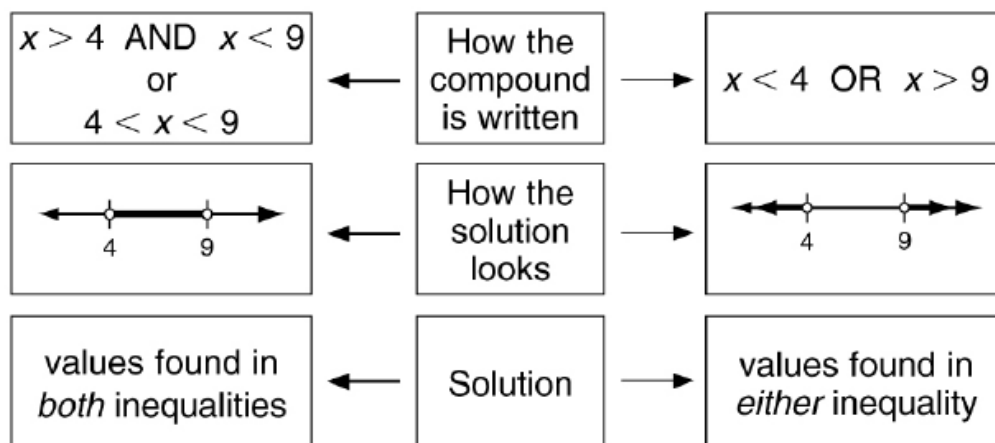 x > 4 AND x < 9
or
4 < x < 9
How the
compound
is written
x < 4 OR x > 9
4 9
How the
solution
looks
4 9
values found in
both inequalities
Solution
values found in
either inequality